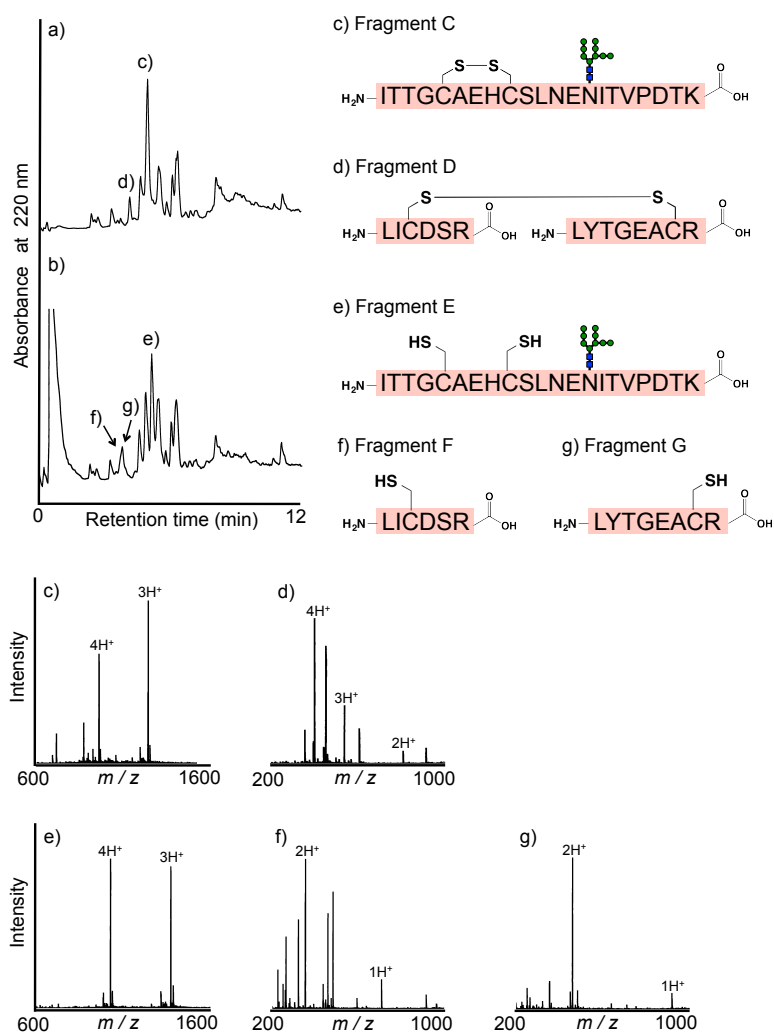 a)
c)
d)
b)
e)
f)
g)
Absorbance at 220 nm
0
Retention time (min)
12
c) Fragment C
S S
H₂N ITTGCAEHCSLNENITVPDTK O OH
d) Fragment D
S S
H₂N LICDSR O OH H₂N LYTGEACR O OH
e) Fragment E
HS SH
H₂N ITTGCAEHCSLNENITVPDTK O OH
f) Fragment F
HS
H₂N LICDSR O OH
g) Fragment G
SH
H₂N LYTGEACR O OH
Intensity
c)
4H⁺
3H⁺
600 m / z 1600
d)
4H⁺
3H⁺
2H⁺
200 m / z 1000
Intensity
e)
4H⁺
3H⁺
600 m / z 1600
f)
2H⁺
1H⁺
200 m / z 1000
g)
2H⁺
1H⁺
200 m / z 1000